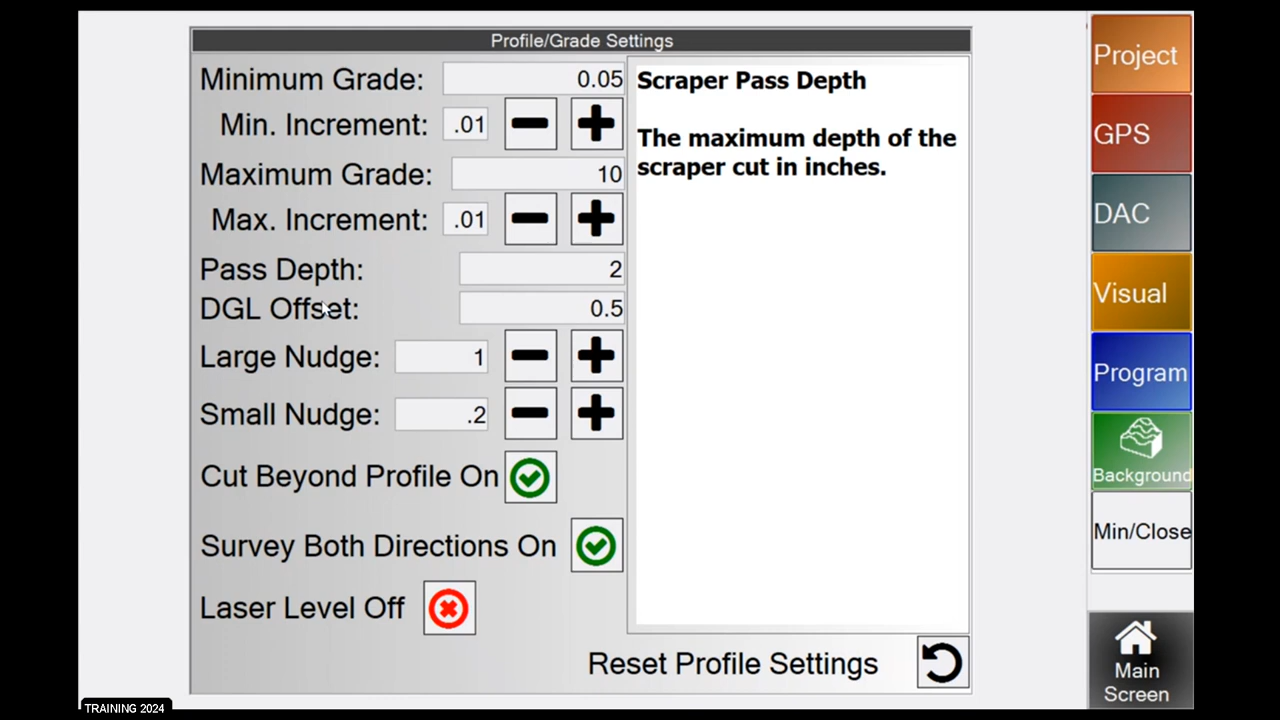 Profile/Grade Settings
Minimum Grade: 0.05
Min. Increment: .01
Maximum Grade: 10
Max. Increment: .01
Pass Depth: 2
DGL Offset: 0.5
Large Nudge: 1
Small Nudge: .2
Cut Beyond Profile On
Survey Both Directions On
Laser Level Off
Scraper Pass Depth
The maximum depth of the
scraper cut in inches.
Reset Profile Settings
Project
GPS
DAC
Visual
Program
Background
Min/Close
Main
Screen
TRAINING 2024